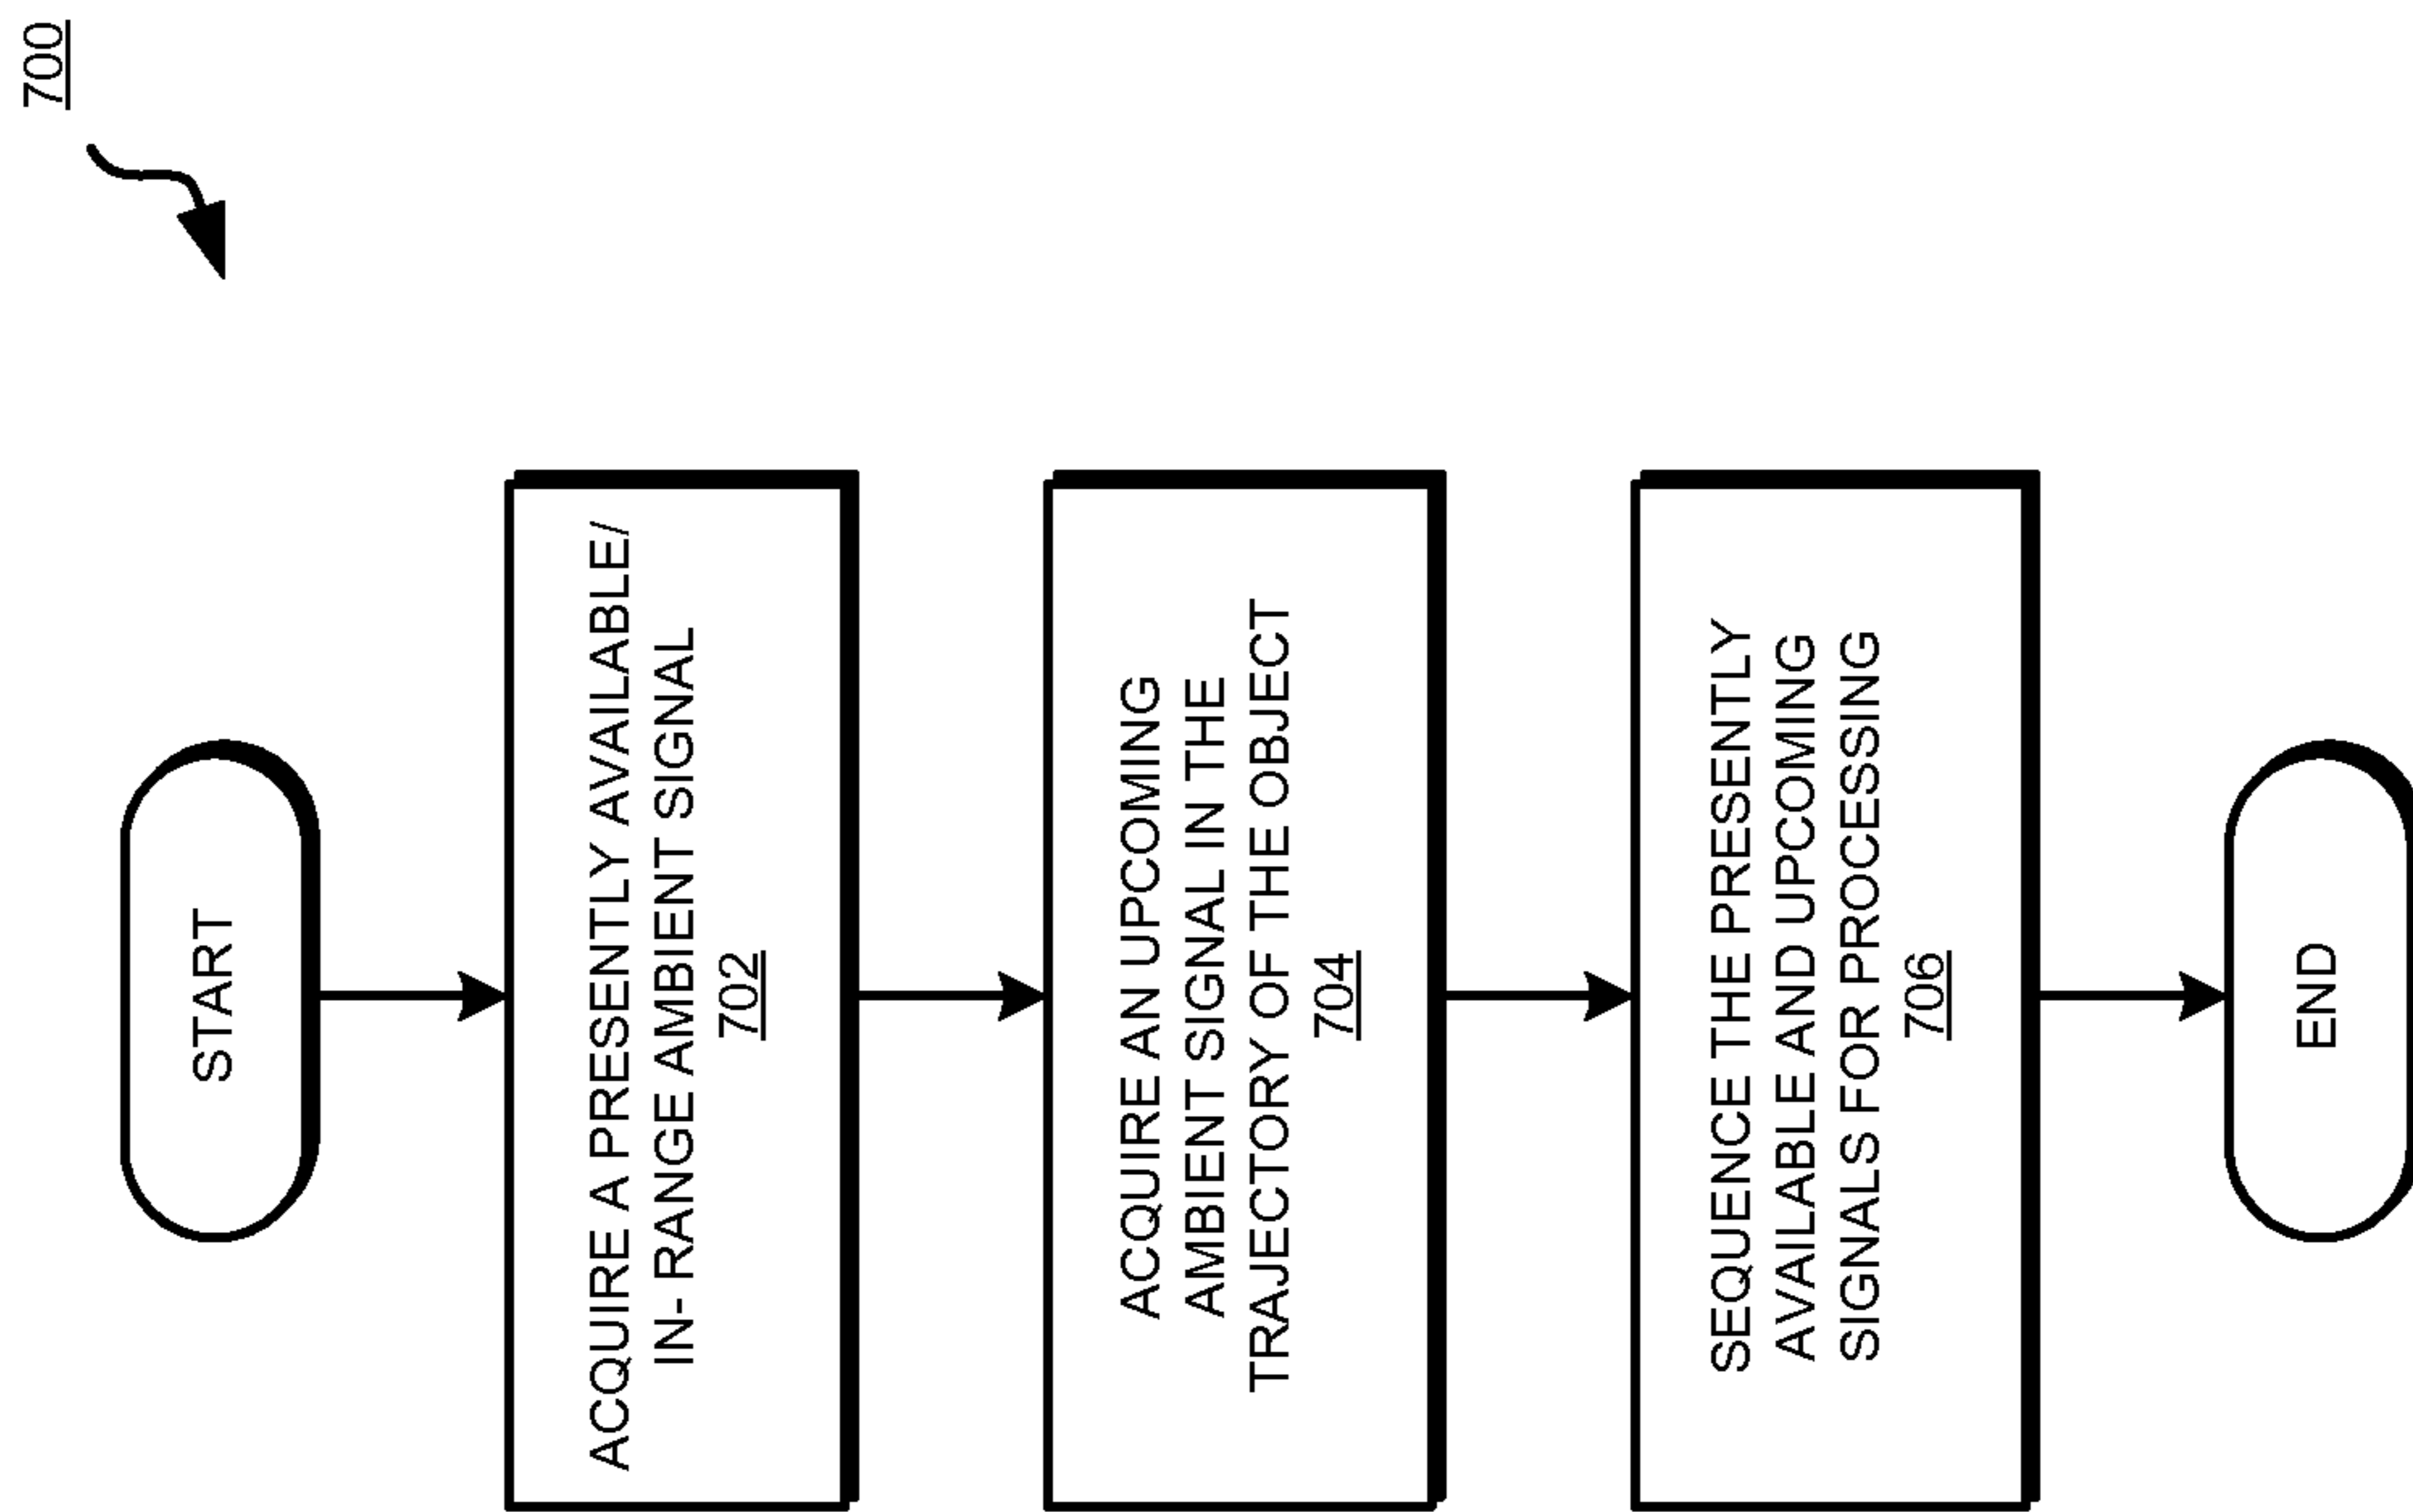 700
START
ACQUIRE A PRESENTLY AVAILABLE/
IN- RANGE AMBIENT SIGNAL
702
ACQUIRE AN UPCOMING
AMBIENT SIGNAL IN THE
TRAJECTORY OF THE OBJECT
704
SEQUENCE THE PRESENTLY
AVAILABLE AND UPCOMING
SIGNALS FOR PROCESSING
706
END